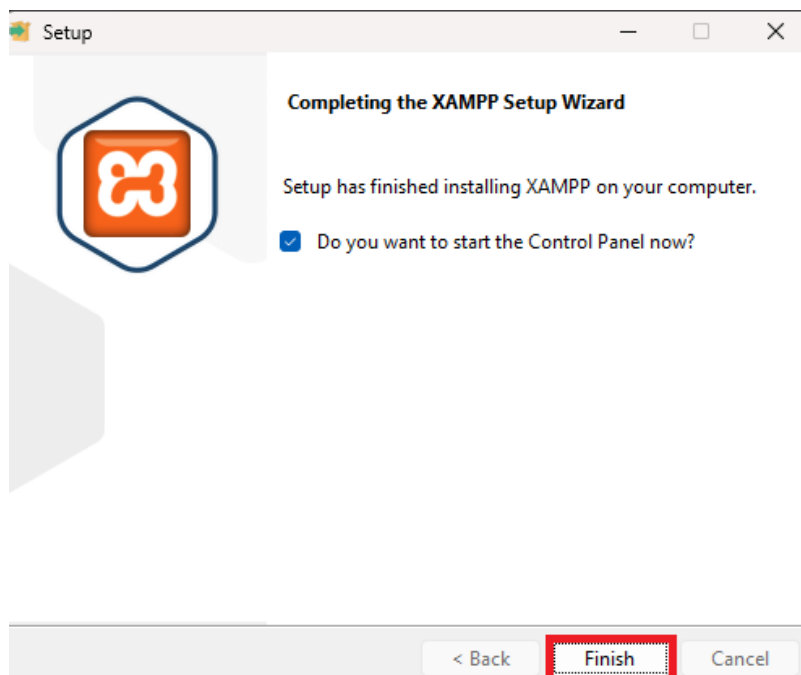 Setup
Completing the XAMPP Setup Wizard
Setup has finished installing XAMPP on your computer.
Do you want to start the Control Panel now?
< Back
Finish
Cancel